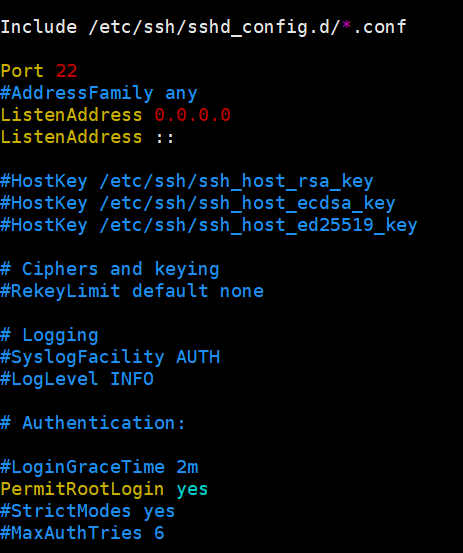 Include /etc/ssh/sshd_config.d/*.conf
Port 22
#AddressFamily any
ListenAddress 0.0.0.0
ListenAddress ::
#HostKey /etc/ssh/ssh_host_rsa_key
#HostKey /etc/ssh/ssh_host_ecdsa_key
#HostKey /etc/ssh/ssh_host_ed25519_key
# Ciphers and keying
#RekeyLimit default none
# Logging
#SyslogFacility AUTH
#LogLevel INFO
# Authentication:
#LoginGraceTime 2m
PermitRootLogin yes
#StrictModes yes
#MaxAuthTries 6